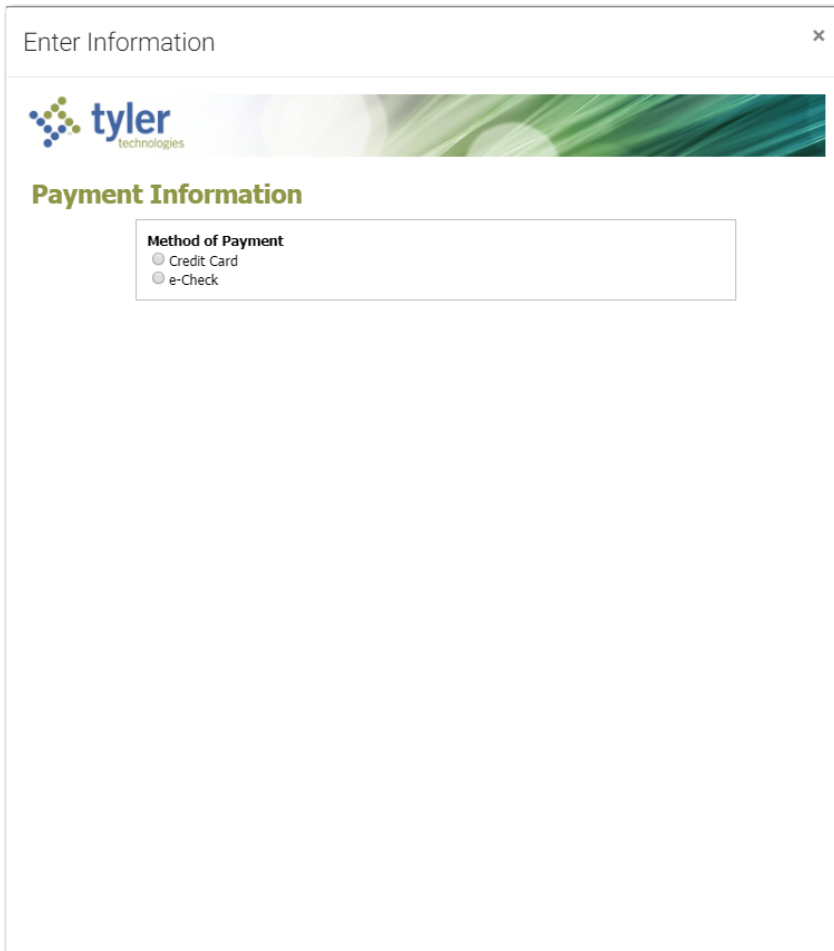 Enter Information
×
tyler
technologies
Payment Information
Method of Payment
Credit Card
e-Check